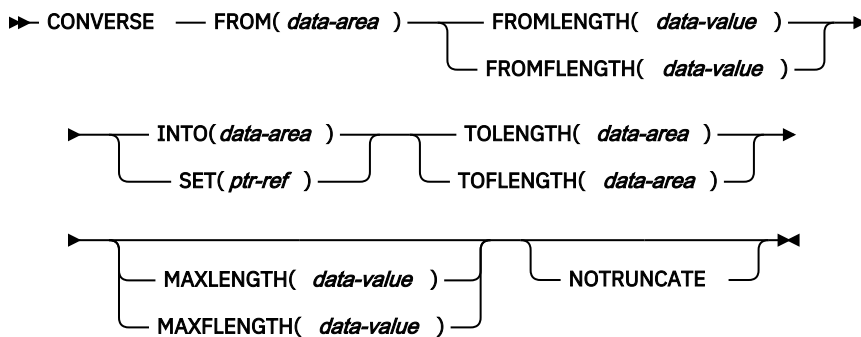 CONVERSE FROM( data-area ) FROMLENGTH( data-value )
FROMFLENGTH( data-value )
INTO( data-area ) TOLENGTH( data-area )
SET( ptr-ref ) TOFLENGTH( data-area )
MAXLENGTH( data-value ) NOTRUNCATE
MAXFLENGTH( data-value )